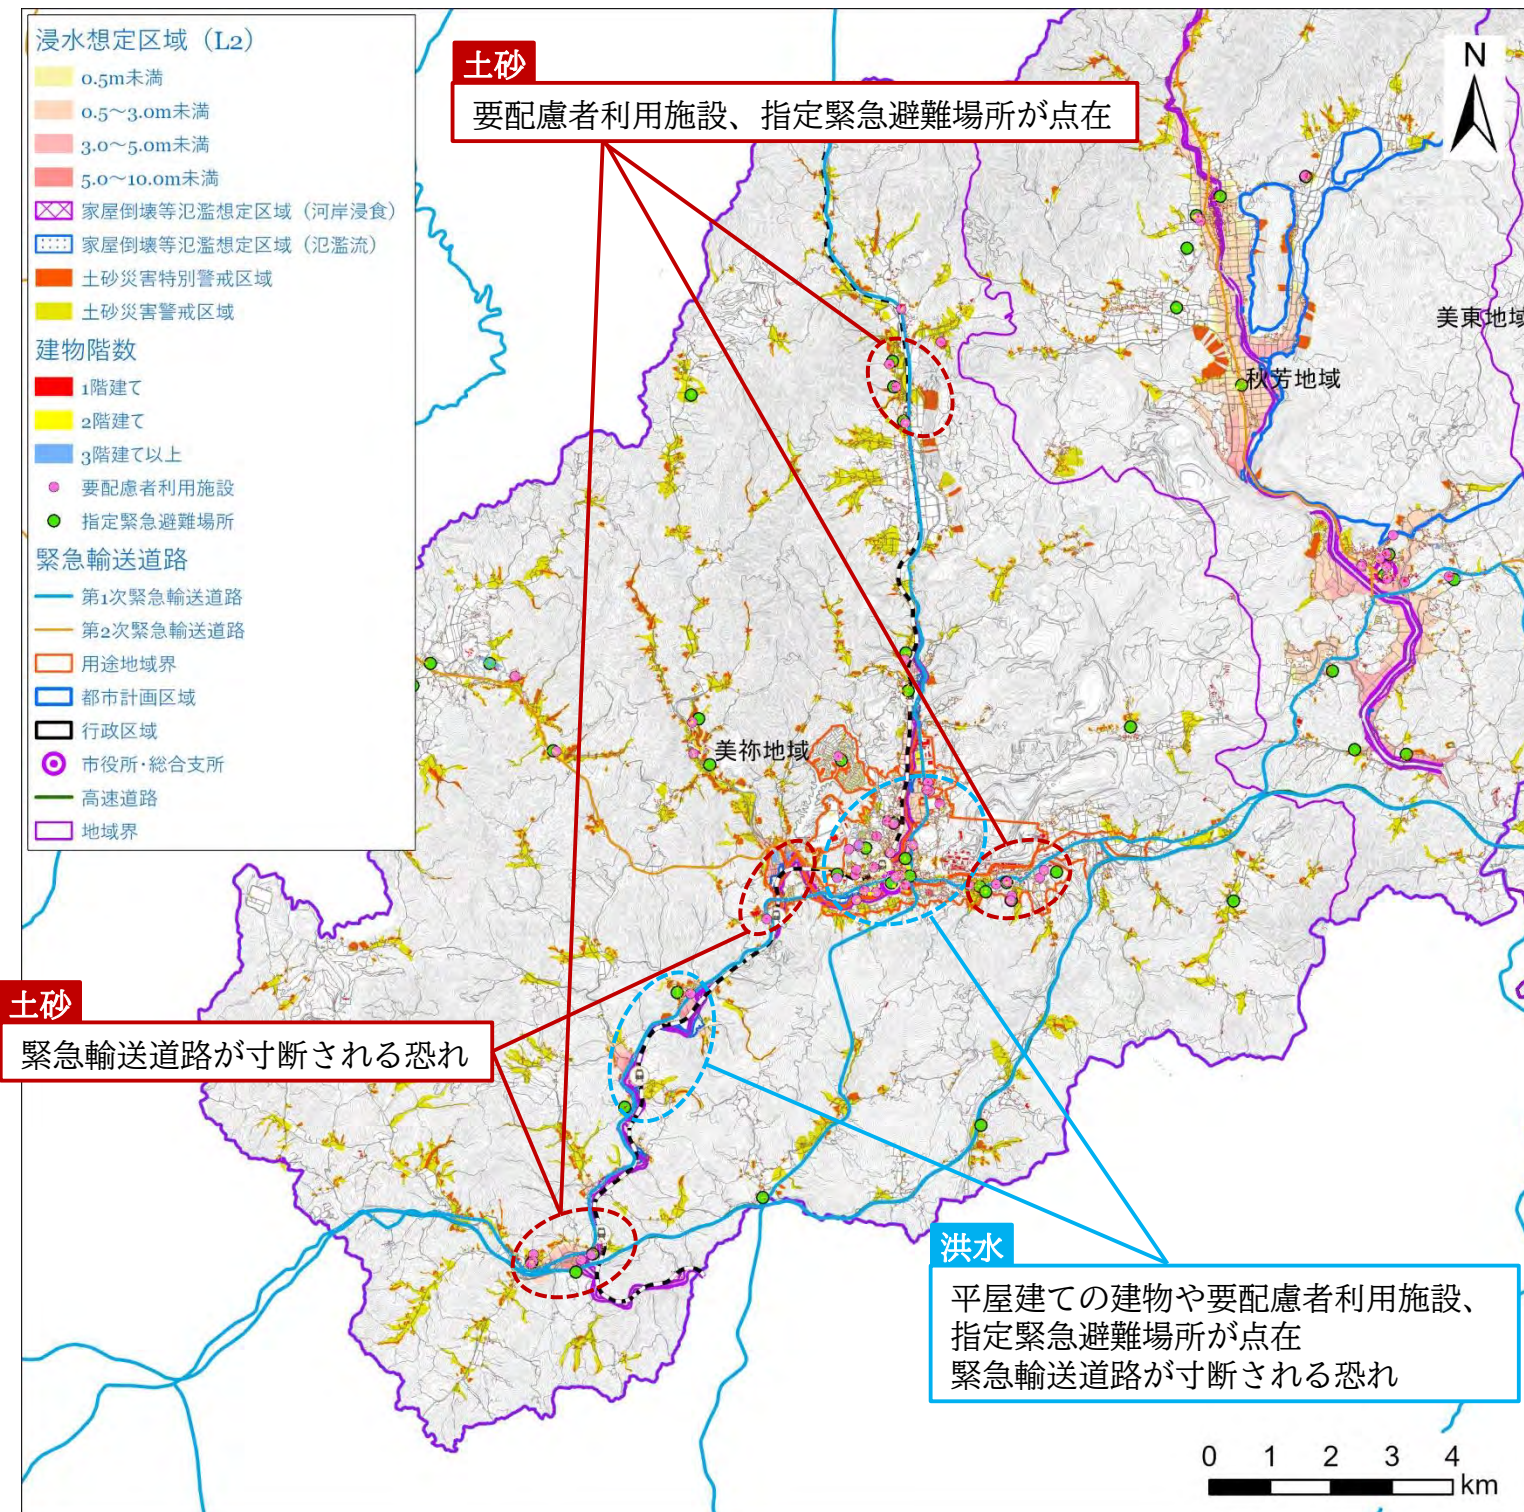 浸水想定区域（L2）
0.5m未満
0.5～3.0m未満
3.0～5.0m未満
5.0～10.0m未満
家屋倒壊等氾濫想定区域（河岸浸食）
家屋倒壊等氾濫想定区域（氾濫流）
土砂災害特別警戒区域
土砂災害警戒区域
建物階数
1階建て
2階建て
3階建て以上
要配慮者利用施設
指定緊急避難場所
緊急輸送道路
第1次緊急輸送道路
第2次緊急輸送道路
用途地域界
都市計画区域
行政区域
市役所・総合支所
高速道路
地域界
土砂
要配慮者利用施設、指定緊急避難場所が点在
N
美東地域
秋芳地域
美祢地域
土砂
緊急輸送道路が寸断される恐れ
洪水
平屋建ての建物や要配慮者利用施設、
指定緊急避難場所が点在
緊急輸送道路が寸断される恐れ
0 1 2 3 4
km